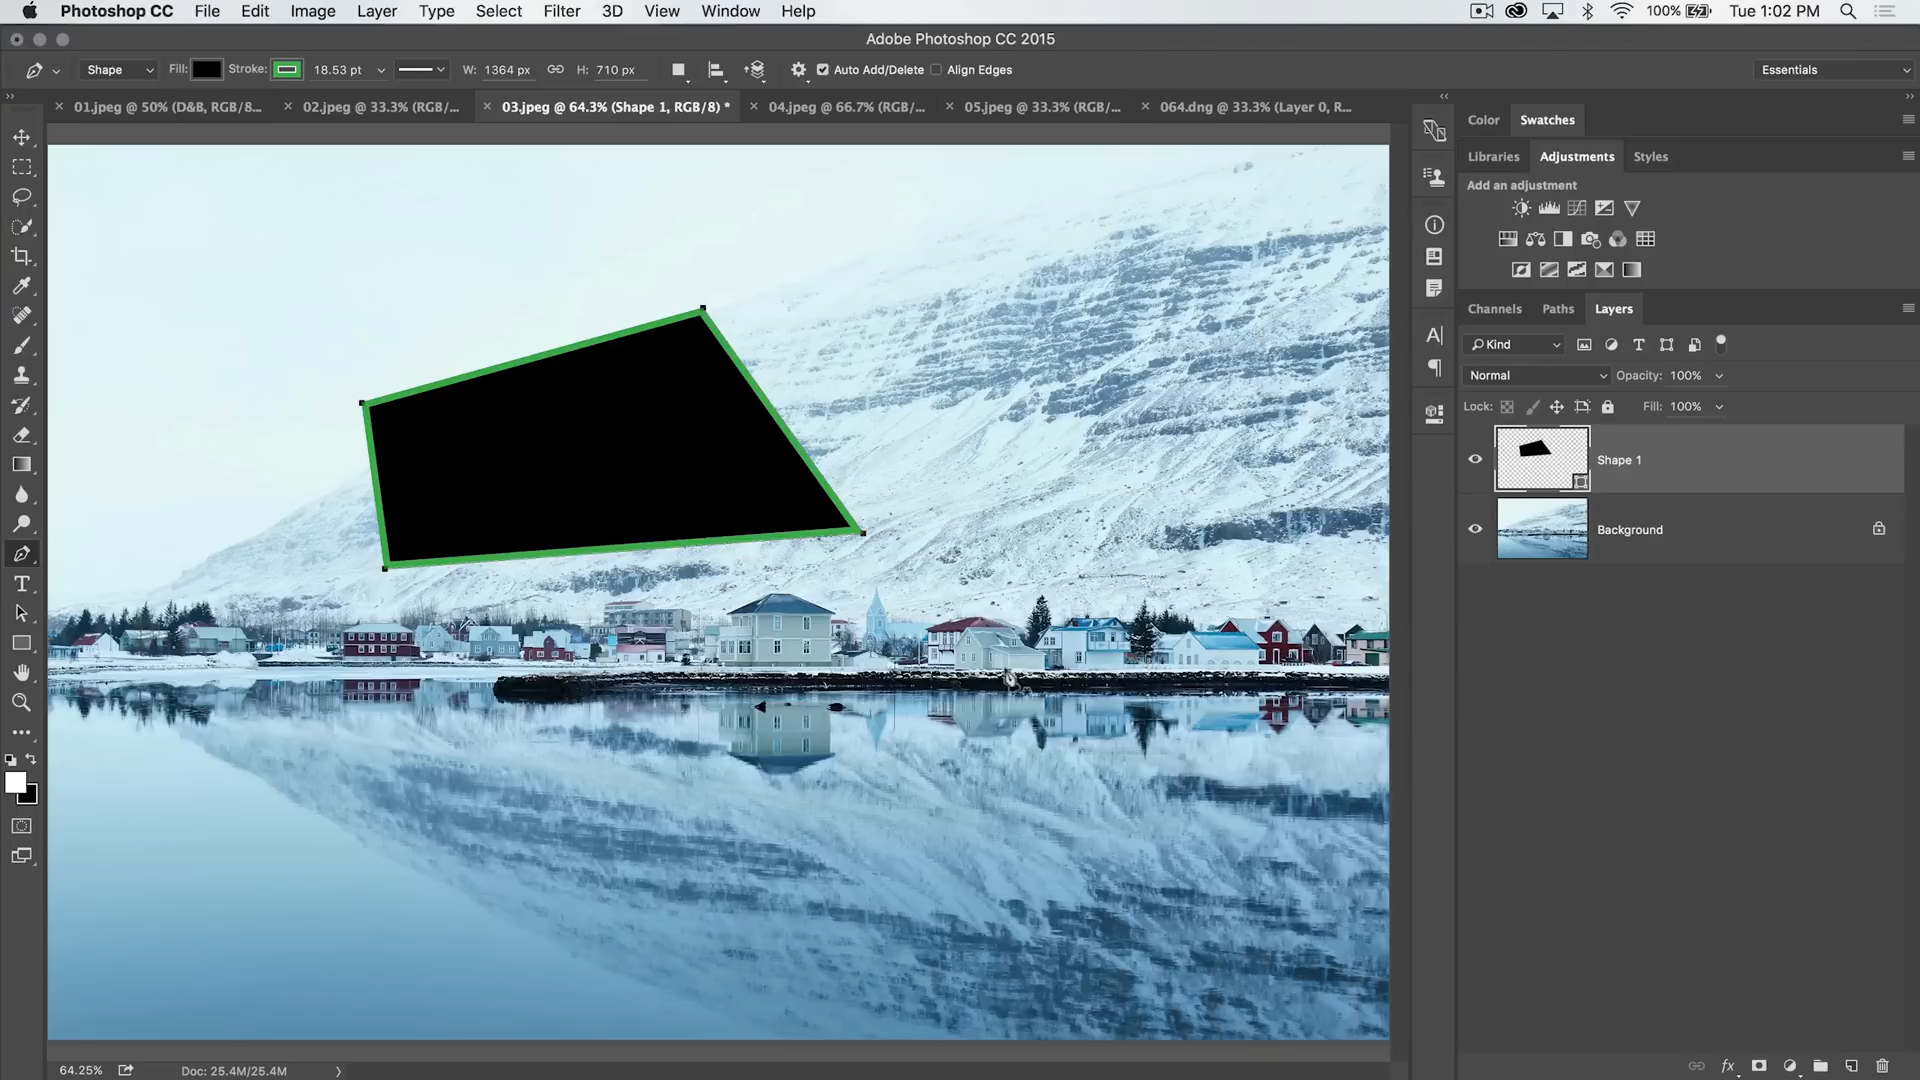 Photoshop CC File Edit Image Layer Type Select Filter 3D View Window Help 100% Tue 1:02 PM
Adobe Photoshop CC 2015
Shape Fill: Stroke: 18.53 pt W: 1364 px H: 710 px Auto Add/Delete Align Edges Essentials
01.jpeg @ 50% (D&B, RGB/8... 02.jpeg @ 33.3% (RGB/... 03.jpeg @ 64.3% (Shape 1, RGB/8) * 04.jpeg @ 66.7% (RGB/... 05.jpeg @ 33.3% (RGB/... 064.dng @ 33.3% (Layer 0, R...
Color Swatches
Libraries Adjustments Styles
Add an adjustment
Channels Paths Layers
Kind
Normal Opacity: 100%
Lock: Fill: 100%
Shape 1
Background
64.25% Doc: 25.4M/25.4M